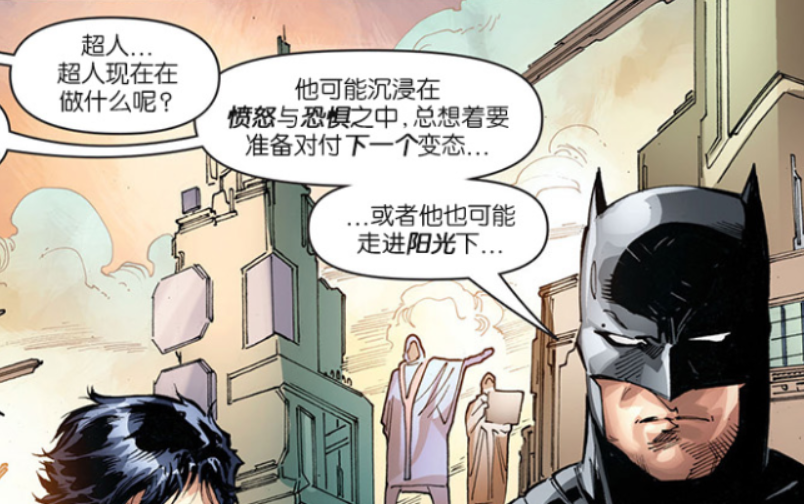 超人...
超人现在在
做什么呢？
他可能沉浸在
愤怒与恐惧之中，总想着要
准备对付下一个变态...
...或者他也可能
走进阳光下...